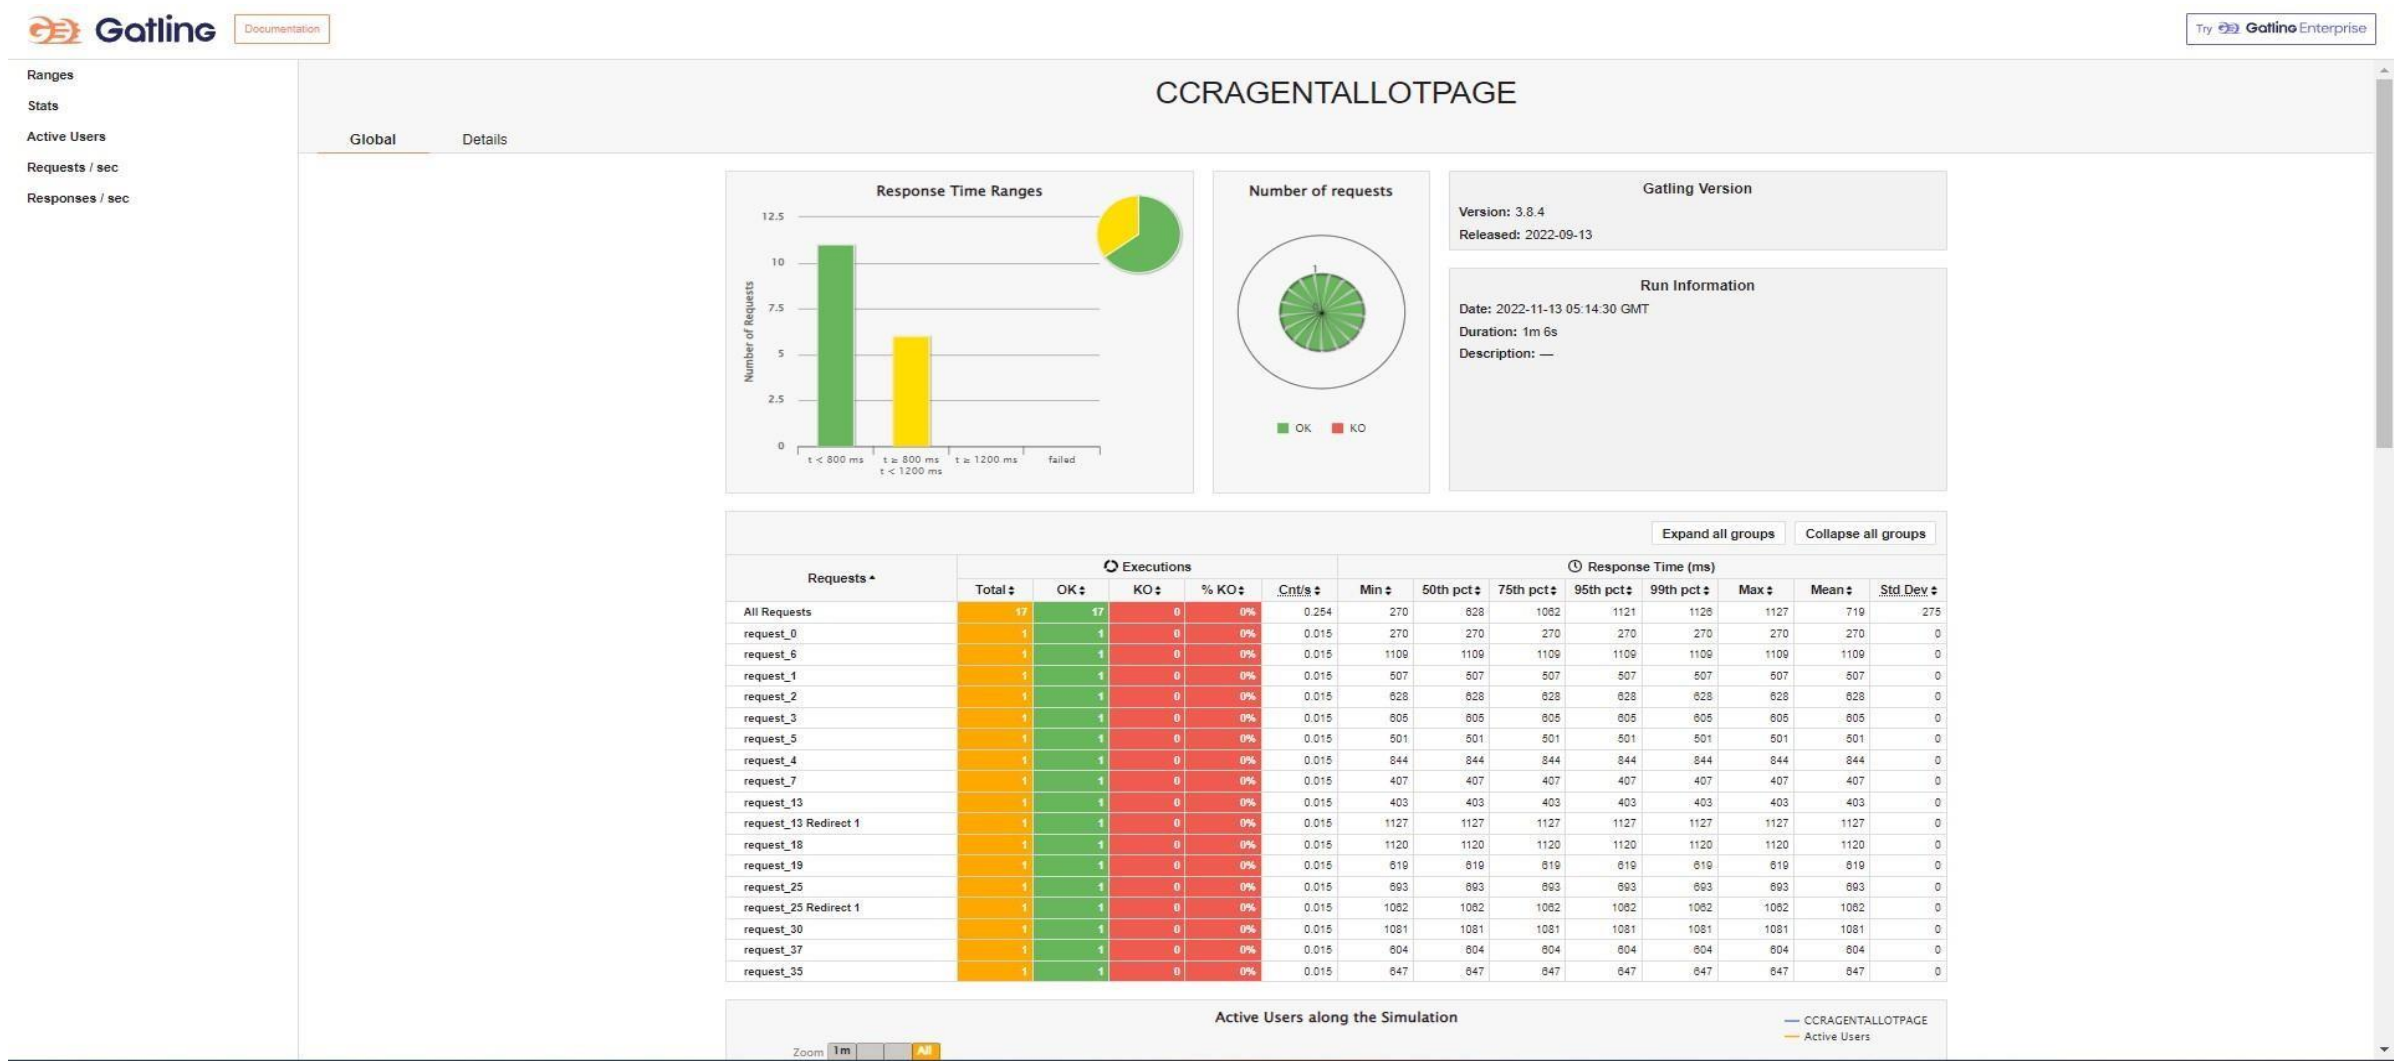 Gatling Documentation
Try Gatling Enterprise
Ranges
Stats
Active Users
Requests / sec
Responses / sec
CCRAGENTALLOTPAGE
Global Details
Response Time Ranges
Number of Requests
12.5
10
7.5
5
2.5
0
t < 800 ms
t ≥ 800 ms
t < 1200 ms
t ≥ 1200 ms
failed
Number of requests
1
0
OK KO
Gatling Version
Version: 3.8.4
Released: 2022-09-13
Run Information
Date: 2022-11-13 05:14:30 GMT
Duration: 1m 6s
Description: —
Expand all groups Collapse all groups
Requests Executions Response Time (ms)
Total OK KO % KO Cnt/s Min 50th pct 75th pct 95th pct 99th pct Max Mean Std Dev
All Requests 17 17 0 0% 0.254 270 628 1062 1121 1126 1127 719 275
request_0 1 1 0 0% 0.015 270 270 270 270 270 270 270 0
request_6 1 1 0 0% 0.015 1109 1109 1109 1109 1109 1109 1109 0
request_1 1 1 0 0% 0.015 507 507 507 507 507 507 507 0
request_2 1 1 0 0% 0.015 628 628 628 628 628 628 628 0
request_3 1 1 0 0% 0.015 605 605 605 605 605 605 605 0
request_5 1 1 0 0% 0.015 501 501 501 501 501 501 501 0
request_4 1 1 0 0% 0.015 844 844 844 844 844 844 844 0
request_7 1 1 0 0% 0.015 407 407 407 407 407 407 407 0
request_13 1 1 0 0% 0.015 403 403 403 403 403 403 403 0
request_13 Redirect 1 1 1 0 0% 0.015 1127 1127 1127 1127 1127 1127 1127 0
request_18 1 1 0 0% 0.015 1120 1120 1120 1120 1120 1120 1120 0
request_19 1 1 0 0% 0.015 619 619 619 619 619 619 619 0
request_25 1 1 0 0% 0.015 693 693 693 693 693 693 693 0
request_25 Redirect 1 1 1 0 0% 0.015 1062 1062 1062 1062 1062 1062 1062 0
request_30 1 1 0 0% 0.015 1081 1081 1081 1081 1081 1081 1081 0
request_37 1 1 0 0% 0.015 604 604 604 604 604 604 604 0
request_35 1 1 0 0% 0.015 647 647 647 647 647 647 647 0
Active Users along the Simulation
CCRAGENTALLOTPAGE
Active Users
Zoom 1m All